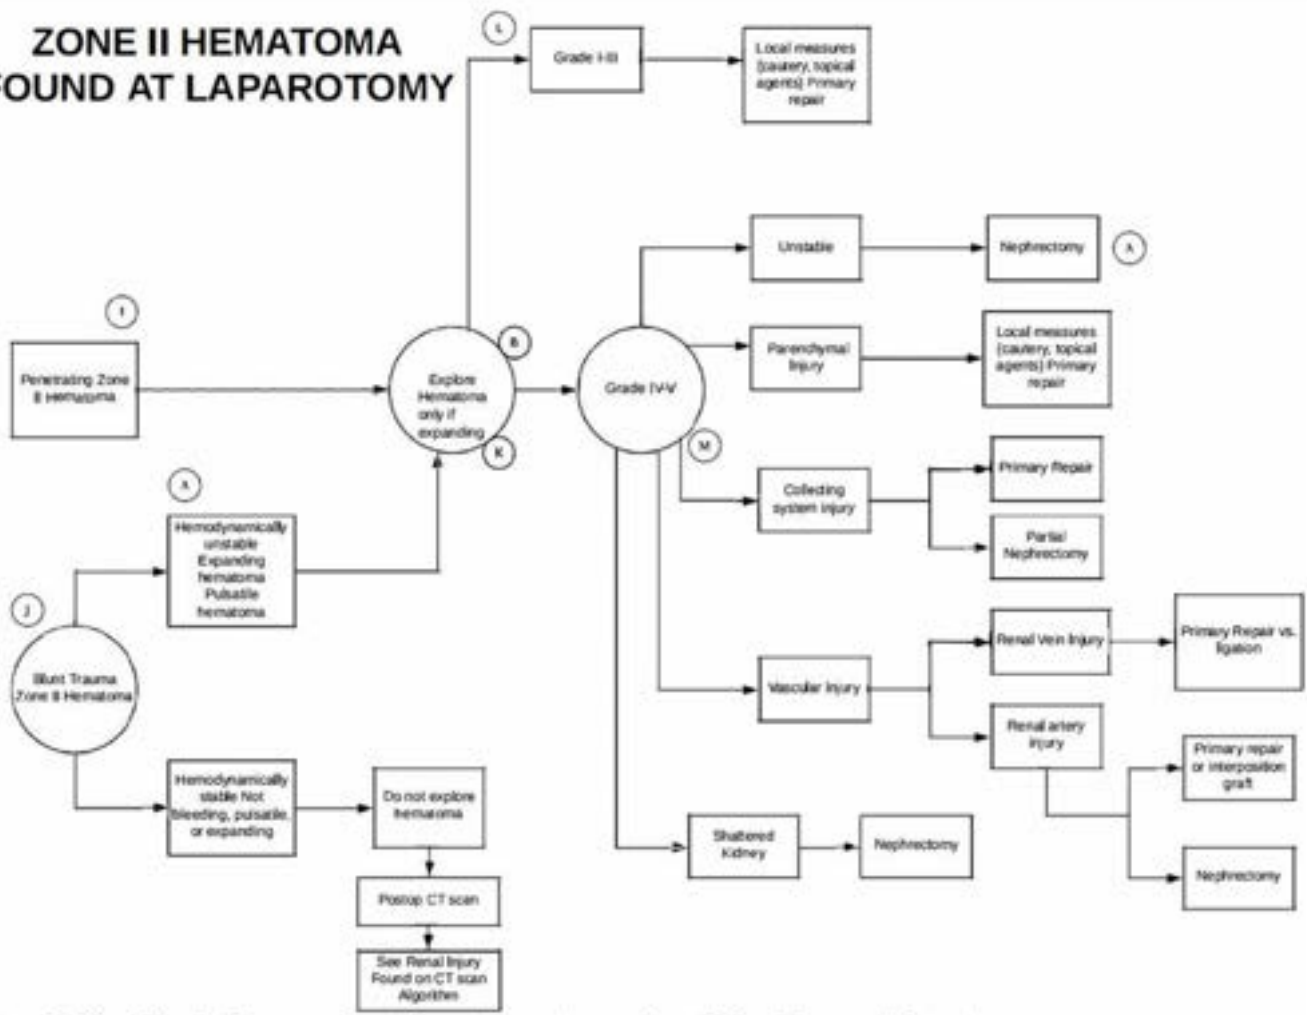 ZONE II HEMATOMA
FOUND AT LAPAROTOMY
L
Grade I-III
Local measures
(cautery, topical
agents) Primary
repair
Unstable
Nephrectomy
A
I
Penetrating Zone
II Hematoma
B
Explore
Hematoma
only if
expanding
K
Grade IV-V
M
Parenchymal
Injury
Local measures
(cautery, topical
agents) Primary
repair
Collecting
system injury
Primary Repair
Partial
Nephrectomy
A
Hemodynamically
unstable
Expanding
hematoma
Pulsatile
hematoma
J
Blunt Trauma
Zone II Hematoma
Hemodynamically
stable Not
bleeding, pulsatile,
or expanding
Do not explore
hematoma
Postop CT scan
See Renal Injury
Found on CT scan
Algorithm
Vascular Injury
Renal Vein Injury
Primary Repair vs.
ligation
Renal artery
injury
Primary repair
or interposition
graft
Nephrectomy
Shattered
Kidney
Nephrectomy